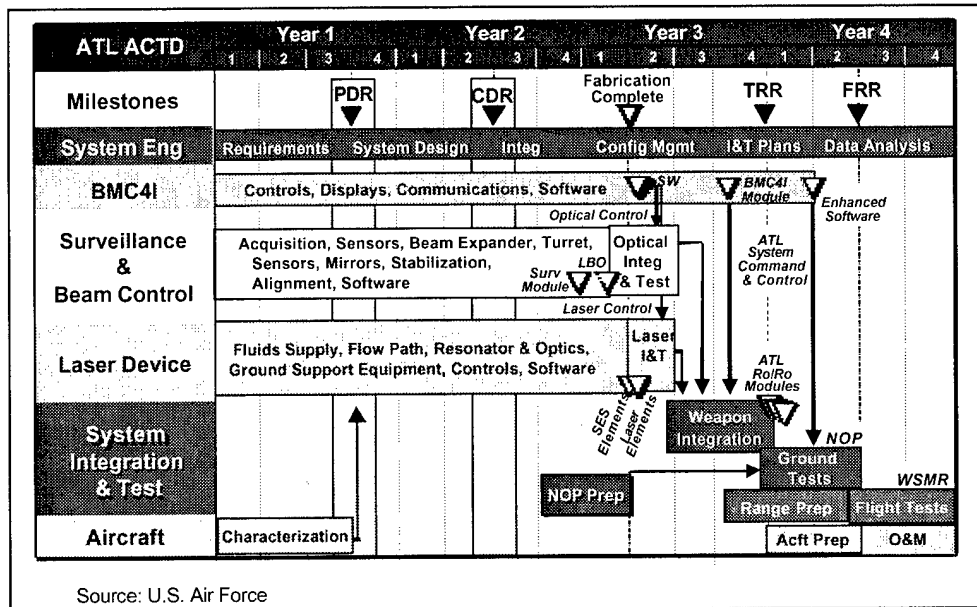 ATL ACTD
Year 1 Year 2 Year 3 Year 4
1 2 3 4 1 2 3 4 1 2 3 4 1 2 3 4
Milestones
PDR
CDR
Fabrication
Complete
TRR
FRR
System Eng
Requirements System Design Integ Config Mgmt I&T Plans Data Analysis
BMC4I
Controls, Displays, Communications, Software
SW
BMC4I
Module
Enhanced
Software
Optical Control
Surveillance
&
Beam Control
Acquisition, Sensors, Beam Expander, Turret,
Sensors, Mirrors, Stabilization,
Alignment, Software
Surv
Module
LBO
Optical
Integ
& Test
ATL
System
Command
& Control
Laser Control
Laser Device
Fluids Supply, Flow Path, Resonator & Optics,
Ground Support Equipment, Controls, Software
Laser
I&T
SES
Elements
Laser
Elements
ATL
Ro/Ro
Modules
System
Integration
& Test
Weapon
Integration
NOP
Ground
Tests
NOP Prep
WSMR
Range Prep
Flight Tests
Aircraft
Characterization
Acft Prep
O&M
Source: U.S. Air Force